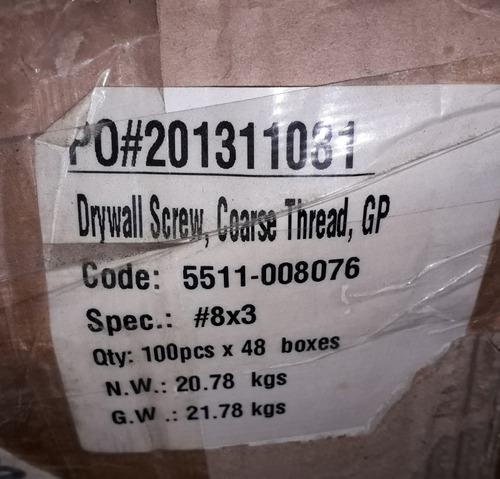 PO#201311081
Drywall Screw, Coarse Thread, GP
Code: 5511-008076
Spec.: #8x3
Qty: 100pcs x 48 boxes
N.W.: 20.78 kgs
G.W.: 21.78 kgs